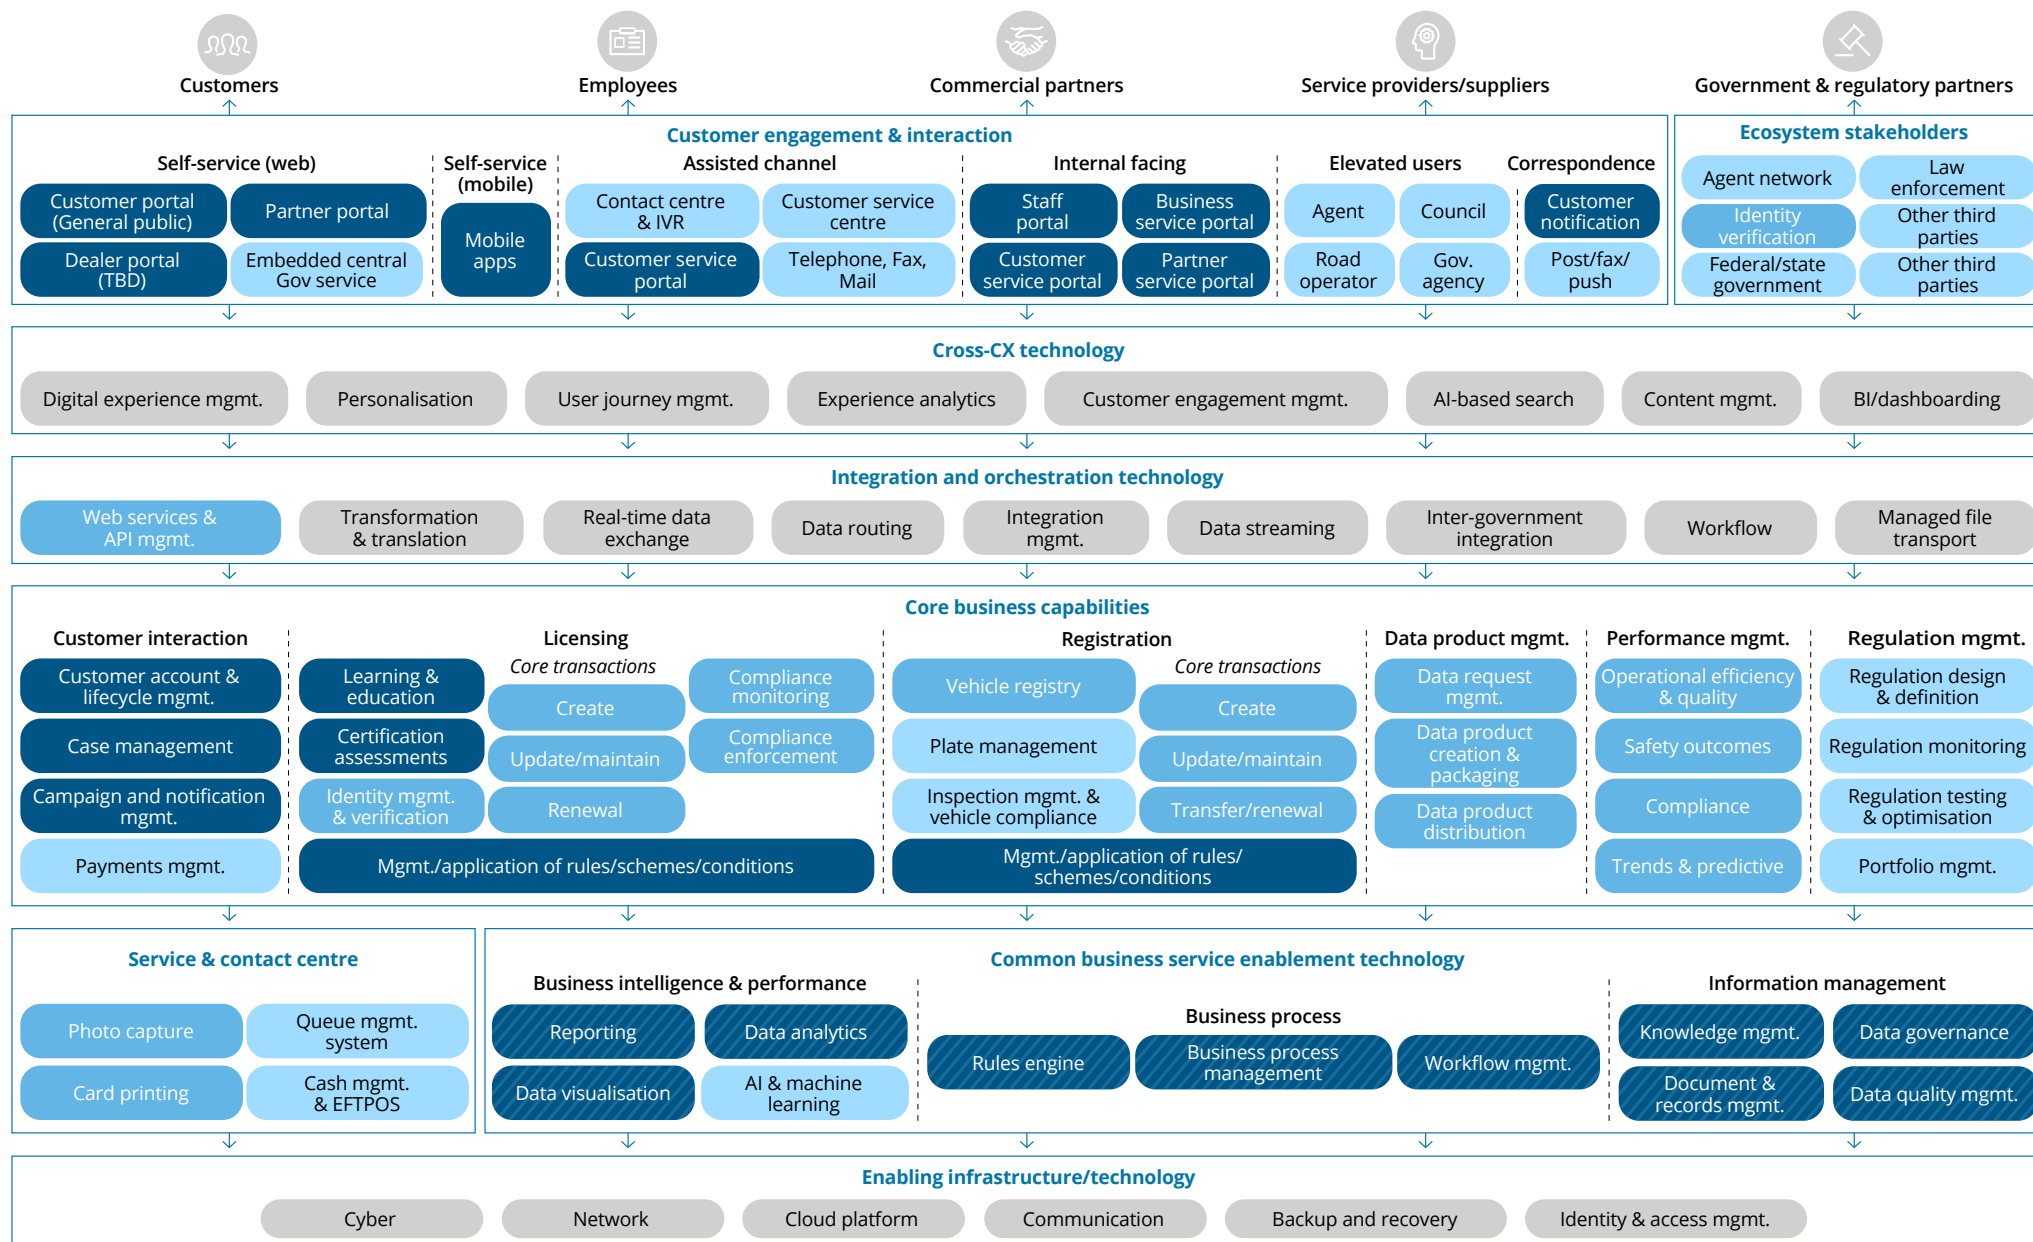 Customers
Employees
Commercial partners
Service providers/suppliers
Government & regulatory partners
Customer engagement & interaction
Self-service (web)
Customer portal
(General public)
Partner portal
Dealer portal
(TBD)
Embedded central
Gov service
Self-service
(mobile)
Mobile
apps
Assisted channel
Contact centre
& IVR
Customer service
centre
Customer service
portal
Telephone, Fax,
Mail
Internal facing
Staff
portal
Business
service portal
Customer
service portal
Partner
service portal
Elevated users
Agent
Council
Road
operator
Gov.
agency
Correspondence
Customer
notification
Post/fax/
push
Ecosystem stakeholders
Agent network
Law
enforcement
Identity
verification
Other third
parties
Federal/state
government
Other third
parties
Cross-CX technology
Digital experience mgmt.
Personalisation
User journey mgmt.
Experience analytics
Customer engagement mgmt.
AI-based search
Content mgmt.
BI/dashboarding
Integration and orchestration technology
Web services &
API mgmt.
Transformation
& translation
Real-time data
exchange
Data routing
Integration
mgmt.
Data streaming
Inter-government
integration
Workflow
Managed file
transport
Core business capabilities
Customer interaction
Customer account &
lifecycle mgmt.
Case management
Campaign and notification
mgmt.
Payments mgmt.
Licensing
Learning &
education
Certification
assessments
Identity mgmt.
& verification
Core transactions
Create
Update/maintain
Renewal
Compliance
monitoring
Compliance
enforcement
Mgmt./application of rules/schemes/conditions
Registration
Vehicle registry
Plate management
Inspection mgmt. &
vehicle compliance
Core transactions
Create
Update/maintain
Transfer/renewal
Mgmt./application of rules/
schemes/conditions
Data product mgmt.
Data request
mgmt.
Data product
creation &
packaging
Data product
distribution
Performance mgmt.
Operational efficiency
& quality
Safety outcomes
Compliance
Trends & predictive
Regulation mgmt.
Regulation design
& definition
Regulation monitoring
Regulation testing
& optimisation
Portfolio mgmt.
Service & contact centre
Photo capture
Queue mgmt.
system
Card printing
Cash mgmt.
& EFTPOS
Common business service enablement technology
Business intelligence & performance
Reporting
Data analytics
Data visualisation
AI & machine
learning
Business process
Rules engine
Business process
management
Workflow mgmt.
Information management
Knowledge mgmt.
Data governance
Document &
records mgmt.
Data quality mgmt.
Enabling infrastructure/technology
Cyber
Network
Cloud platform
Communication
Backup and recovery
Identity & access mgmt.